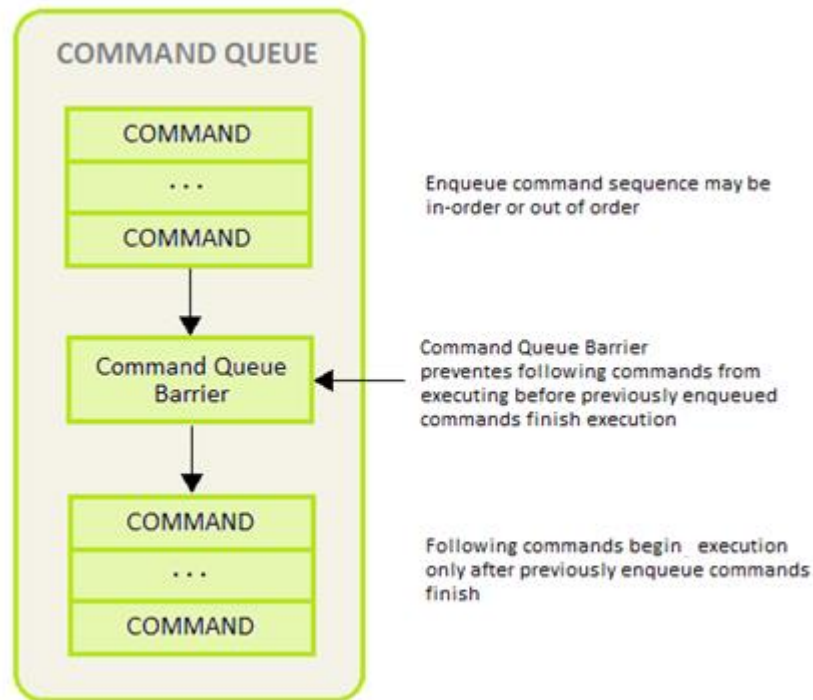 COMMAND QUEUE
COMMAND
...
COMMAND
Enqueue command sequence may be
in-order or out of order
Command Queue
Barrier
Command Queue Barrier
preventes following commands from
executing before previously enqueued
commands finish execution
COMMAND
...
COMMAND
Following commands begin execution
only after previously enqueue commands
finish